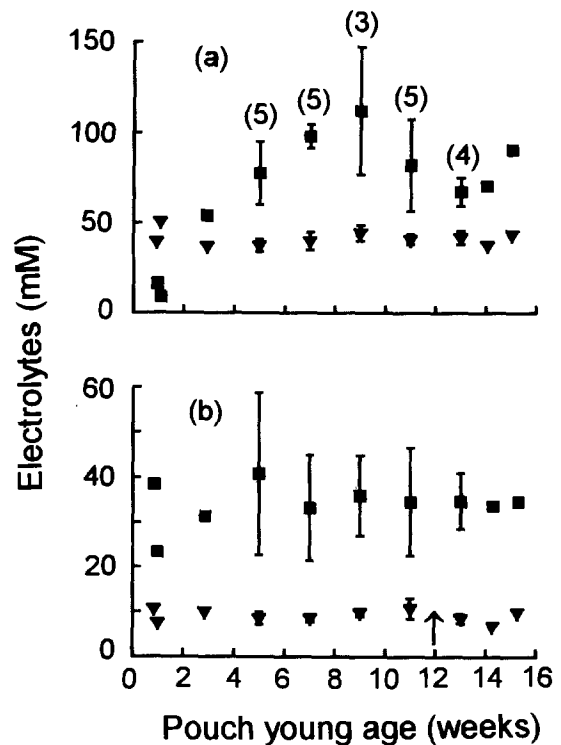 150
(a)
(3)
(5)
(5)
(5)
(4)
100
50
0
Electrolytes (mM)
60
(b)
40
20
0
0 2 4 6 8 10 12 14 16
Pouch young age (weeks)